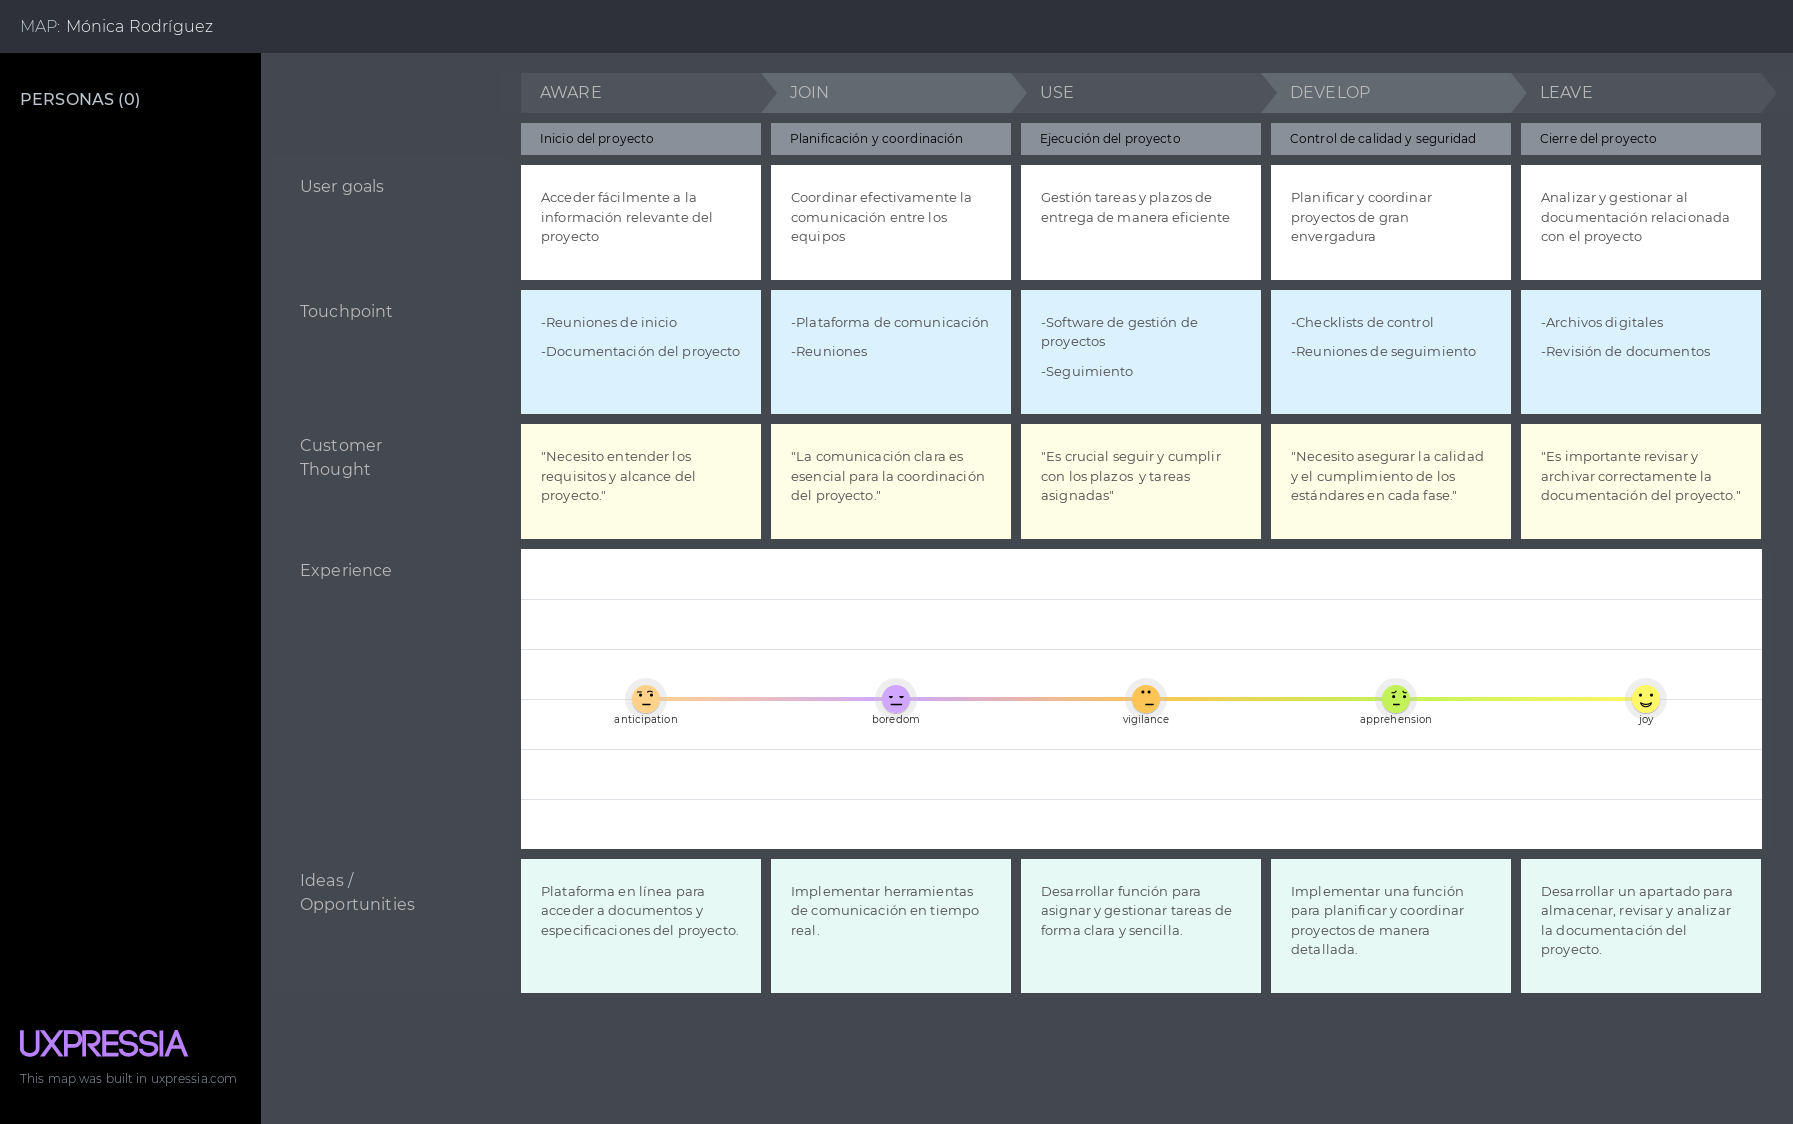 MAP: Mónica Rodríguez
PERSONAS (0)
AWARE
JOIN
USE
DEVELOP
LEAVE
Inicio del proyecto
Planificación y coordinación
Ejecución del proyecto
Control de calidad y seguridad
Cierre del proyecto
User goals
Acceder fácilmente a la
información relevante del
proyecto
Coordinar efectivamente la
comunicación entre los
equipos
Gestión tareas y plazos de
entrega de manera eficiente
Planificar y coordinar
proyectos de gran
envergadura
Analizar y gestionar al
documentación relacionada
con el proyecto
Touchpoint
-Reuniones de inicio
-Documentación del proyecto
-Plataforma de comunicación
-Reuniones
-Software de gestión de
proyectos
-Seguimiento
-Checklists de control
-Reuniones de seguimiento
-Archivos digitales
-Revisión de documentos
Customer
Thought
"Necesito entender los
requisitos y alcance del
proyecto."
"La comunicación clara es
esencial para la coordinación
del proyecto."
"Es crucial seguir y cumplir
con los plazos y tareas
asignadas"
"Necesito asegurar la calidad
y el cumplimiento de los
estándares en cada fase."
"Es importante revisar y
archivar correctamente la
documentación del proyecto."
Experience
anticipation
boredom
vigilance
apprehension
joy
Ideas /
Opportunities
Plataforma en línea para
acceder a documentos y
especificaciones del proyecto.
Implementar herramientas
de comunicación en tiempo
real.
Desarrollar función para
asignar y gestionar tareas de
forma clara y sencilla.
Implementar una función
para planificar y coordinar
proyectos de manera
detallada.
Desarrollar un apartado para
almacenar, revisar y analizar
la documentación del
proyecto.
UXPRESSIA
This map was built in uxpressia.com